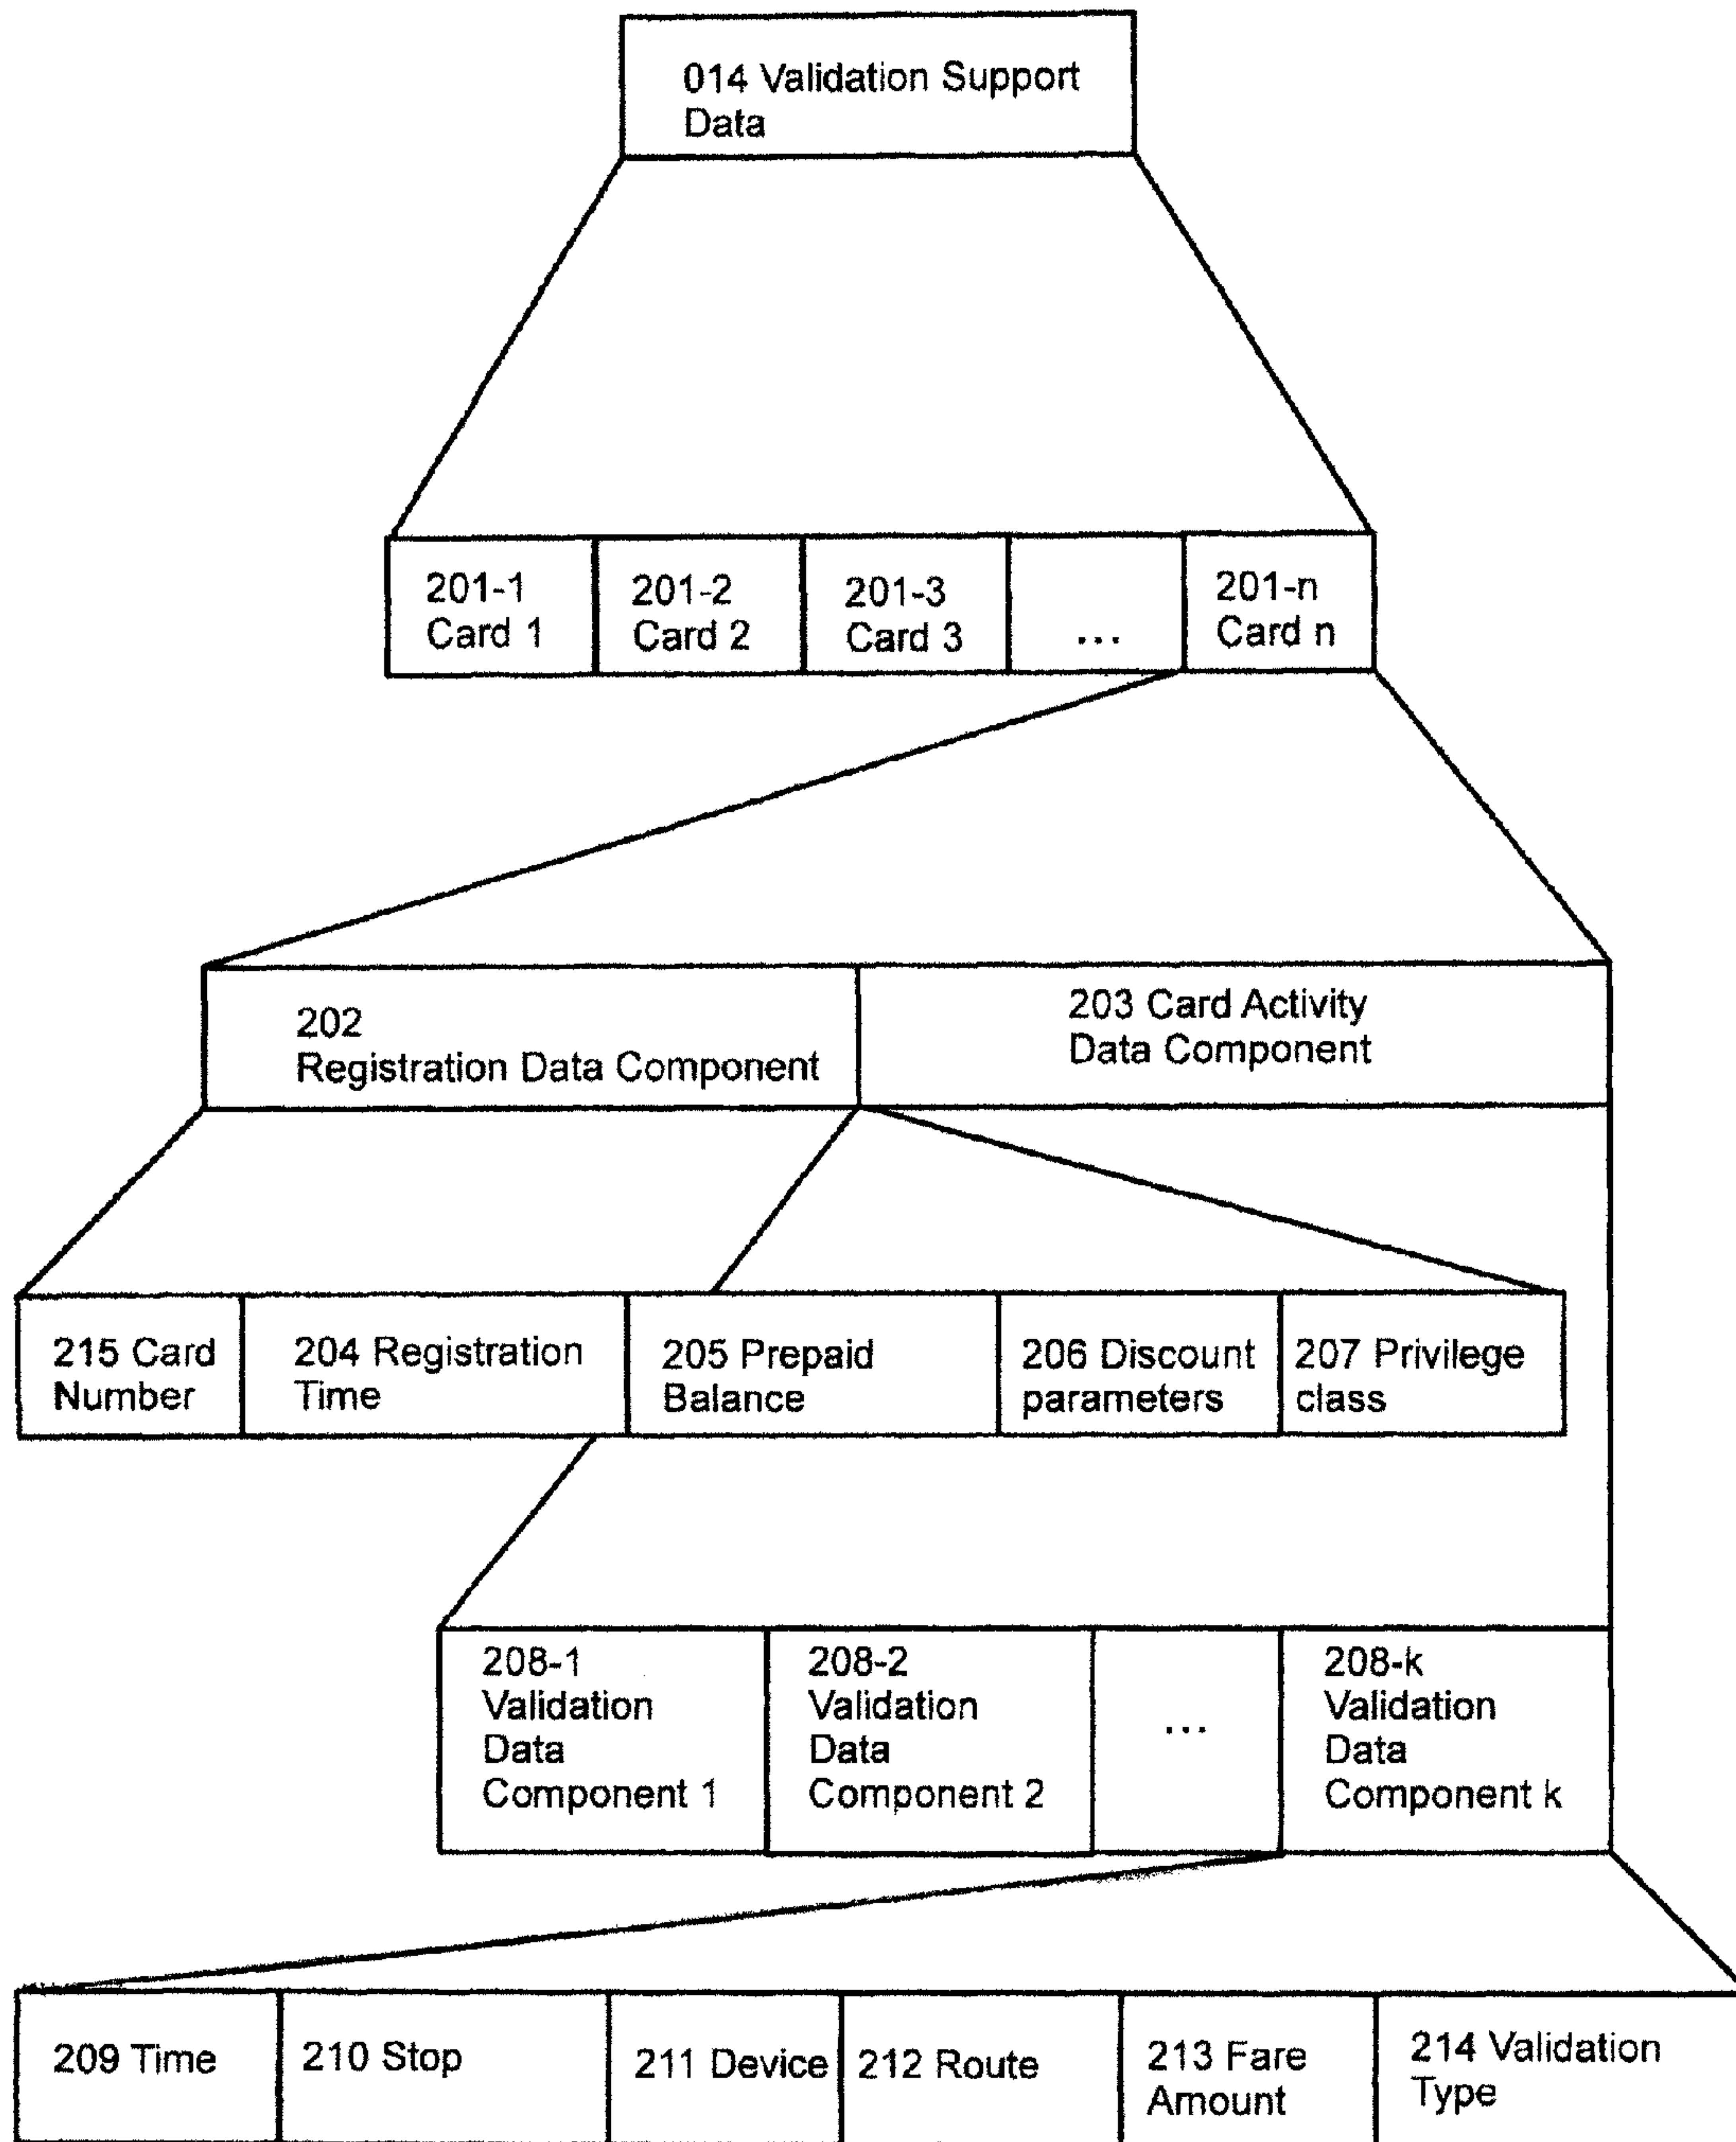 014 Validation Support
Data
201-1
Card 1
201-2
Card 2
201-3
Card 3
...
201-n
Card n
202
Registration Data Component
203 Card Activity
Data Component
215 Card
Number
204 Registration
Time
205 Prepaid
Balance
206 Discount
parameters
207 Privilege
class
208-1
Validation
Data
Component 1
208-2
Validation
Data
Component 2
...
208-k
Validation
Data
Component k
209 Time
210 Stop
211 Device
212 Route
213 Fare
Amount
214 Validation
Type